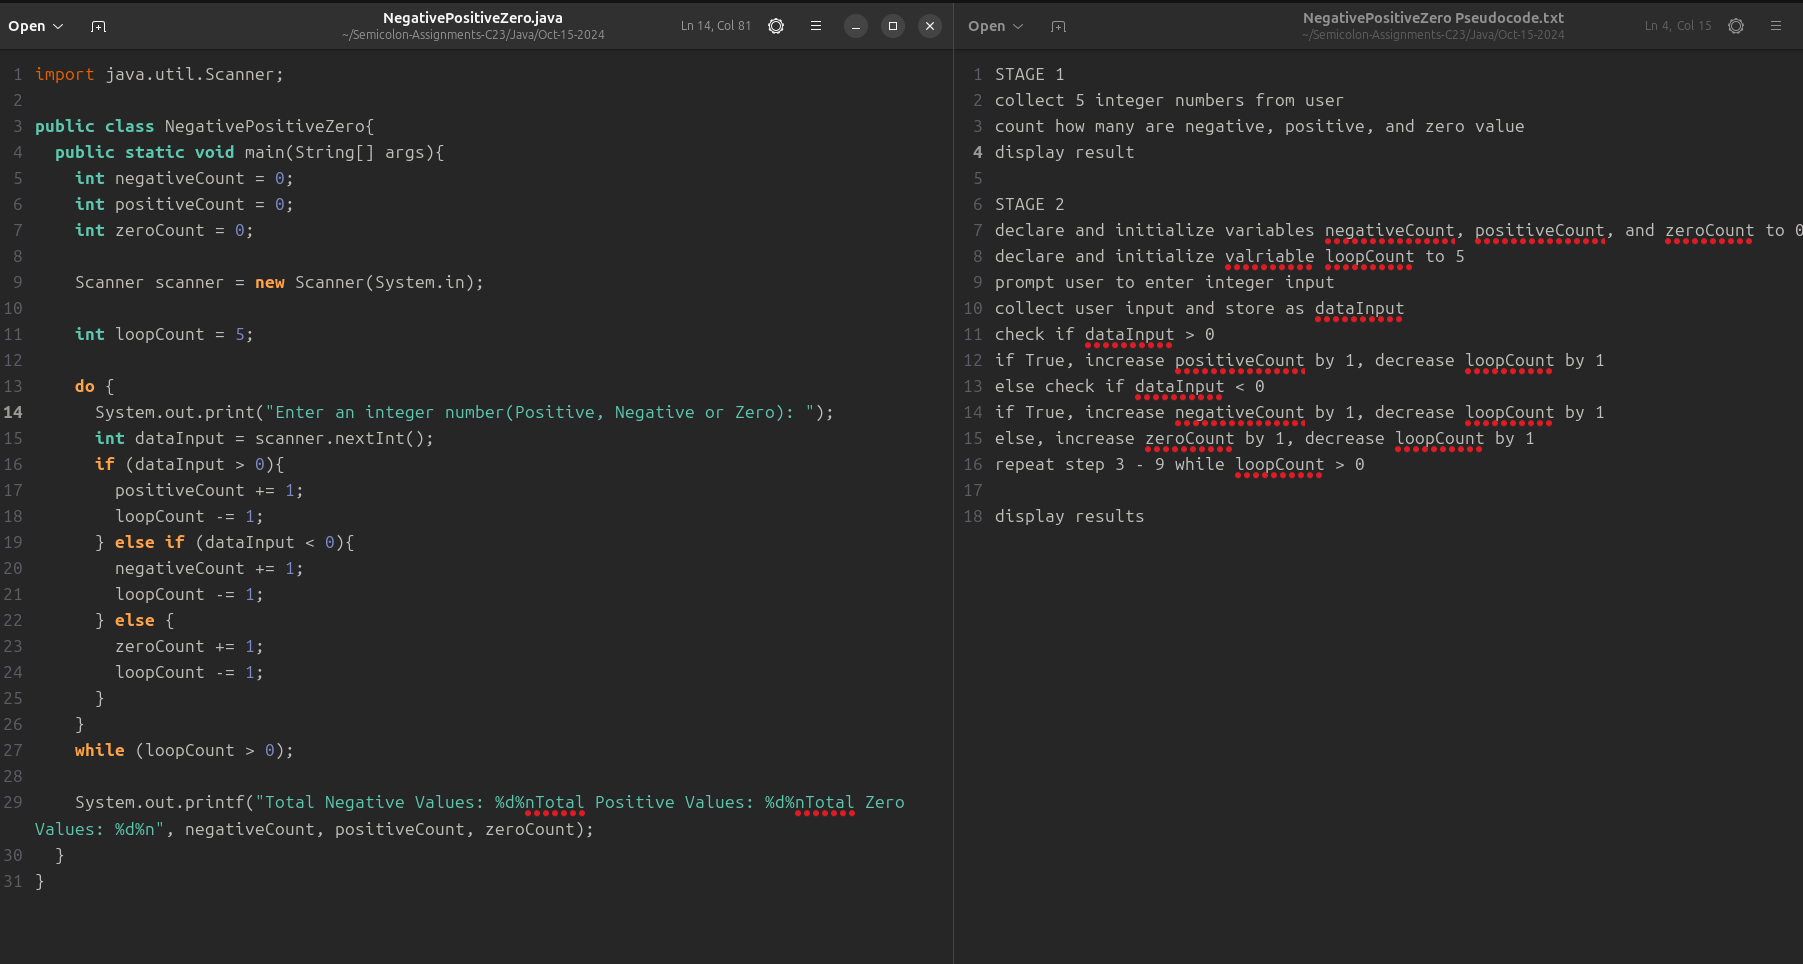 Open
NegativePositiveZero.java
~/Semicolon-Assignments-C23/Java/Oct-15-2024
Ln 14, Col 81
1 import java.util.Scanner;
2
3 public class NegativePositiveZero{
4 public static void main(String[] args){
5 int negativeCount = 0;
6 int positiveCount = 0;
7 int zeroCount = 0;
8
9 Scanner scanner = new Scanner(System.in);
10
11 int loopCount = 5;
12
13 do {
14 System.out.print("Enter an integer number(Positive, Negative or Zero): ");
15 int dataInput = scanner.nextInt();
16 if (dataInput > 0){
17 positiveCount += 1;
18 loopCount -= 1;
19 } else if (dataInput < 0){
20 negativeCount += 1;
21 loopCount -= 1;
22 } else {
23 zeroCount += 1;
24 loopCount -= 1;
25 }
26 }
27 while (loopCount > 0);
28
29 System.out.printf("Total Negative Values: %d%nTotal Positive Values: %d%nTotal Zero
Values: %d%n", negativeCount, positiveCount, zeroCount);
30 }
31 }
Open
NegativePositiveZero Pseudocode.txt
~/Semicolon-Assignments-C23/Java/Oct-15-2024
Ln 4, Col 15
1 STAGE 1
2 collect 5 integer numbers from user
3 count how many are negative, positive, and zero value
4 display result
5
6 STAGE 2
7 declare and initialize variables negativeCount, positiveCount, and zeroCount to 0
8 declare and initialize valriable loopCount to 5
9 prompt user to enter integer input
10 collect user input and store as dataInput
11 check if dataInput > 0
12 if True, increase positiveCount by 1, decrease loopCount by 1
13 else check if dataInput < 0
14 if True, increase negativeCount by 1, decrease loopCount by 1
15 else, increase zeroCount by 1, decrease loopCount by 1
16 repeat step 3 - 9 while loopCount > 0
17
18 display results